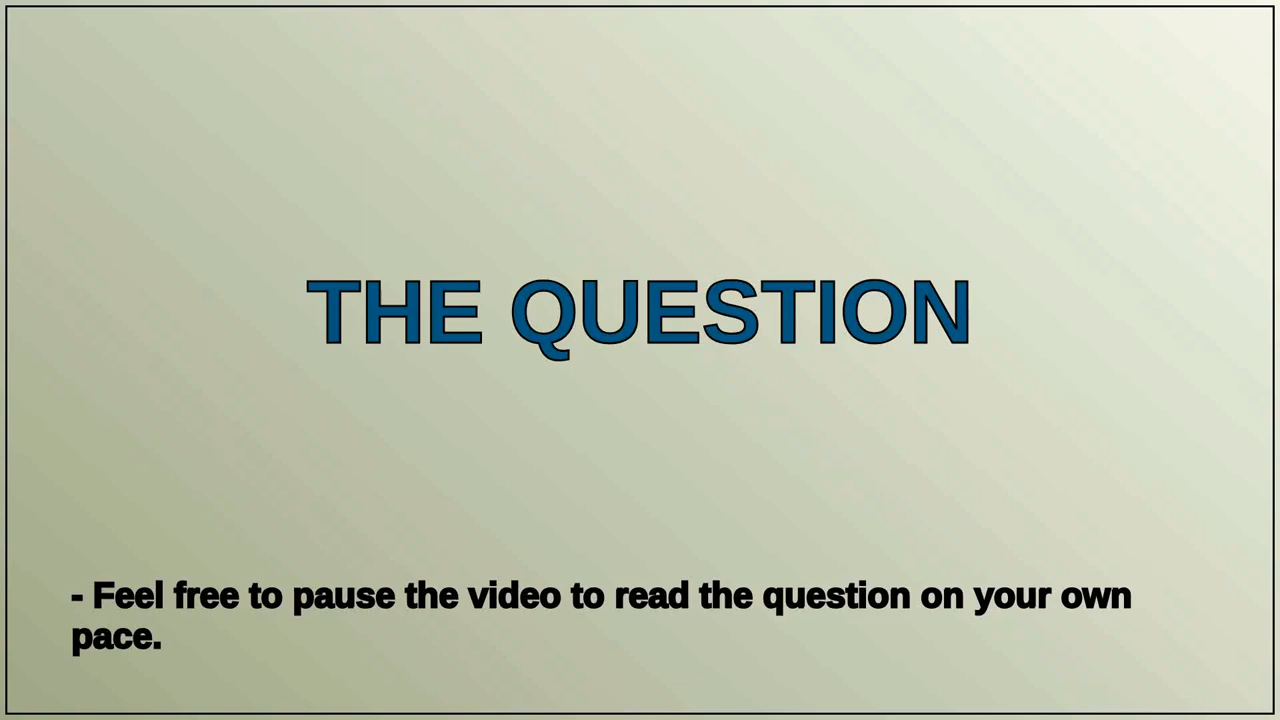 THE QUESTION
- Feel free to pause the video to read the question on your own
pace.